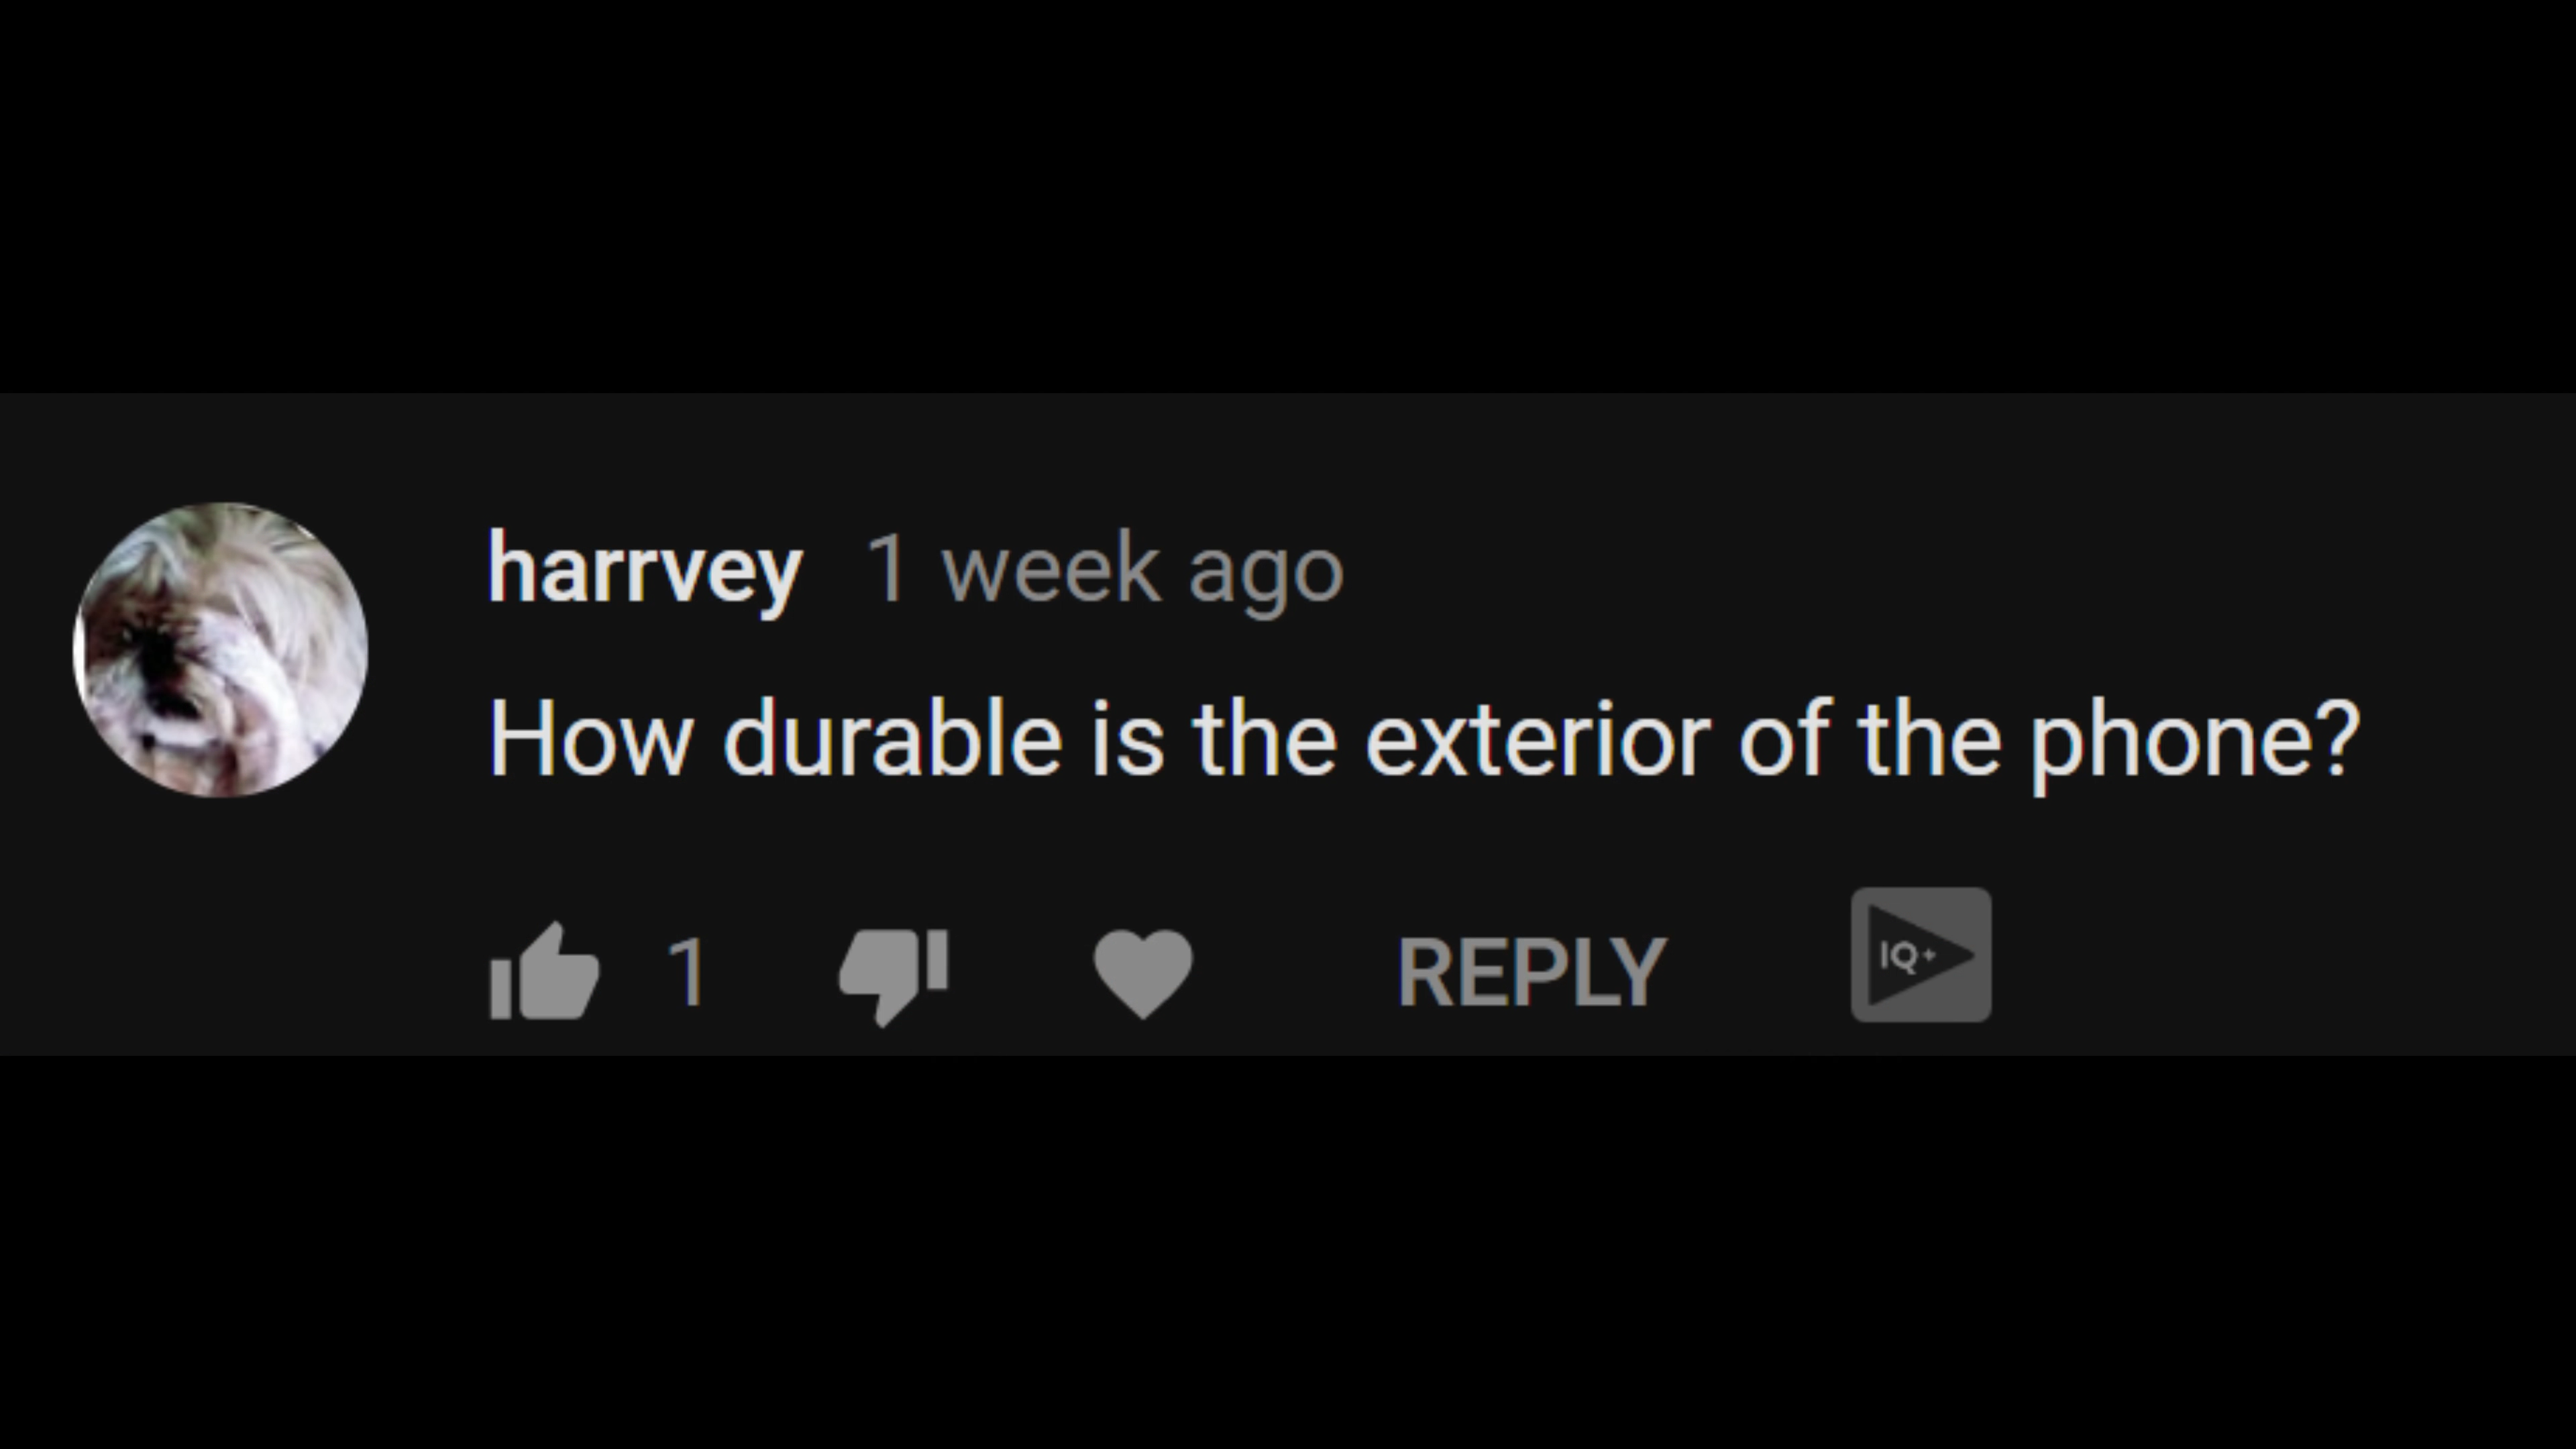 harrvey 1 week ago
How durable is the exterior of the phone?
1 REPLY IQ+